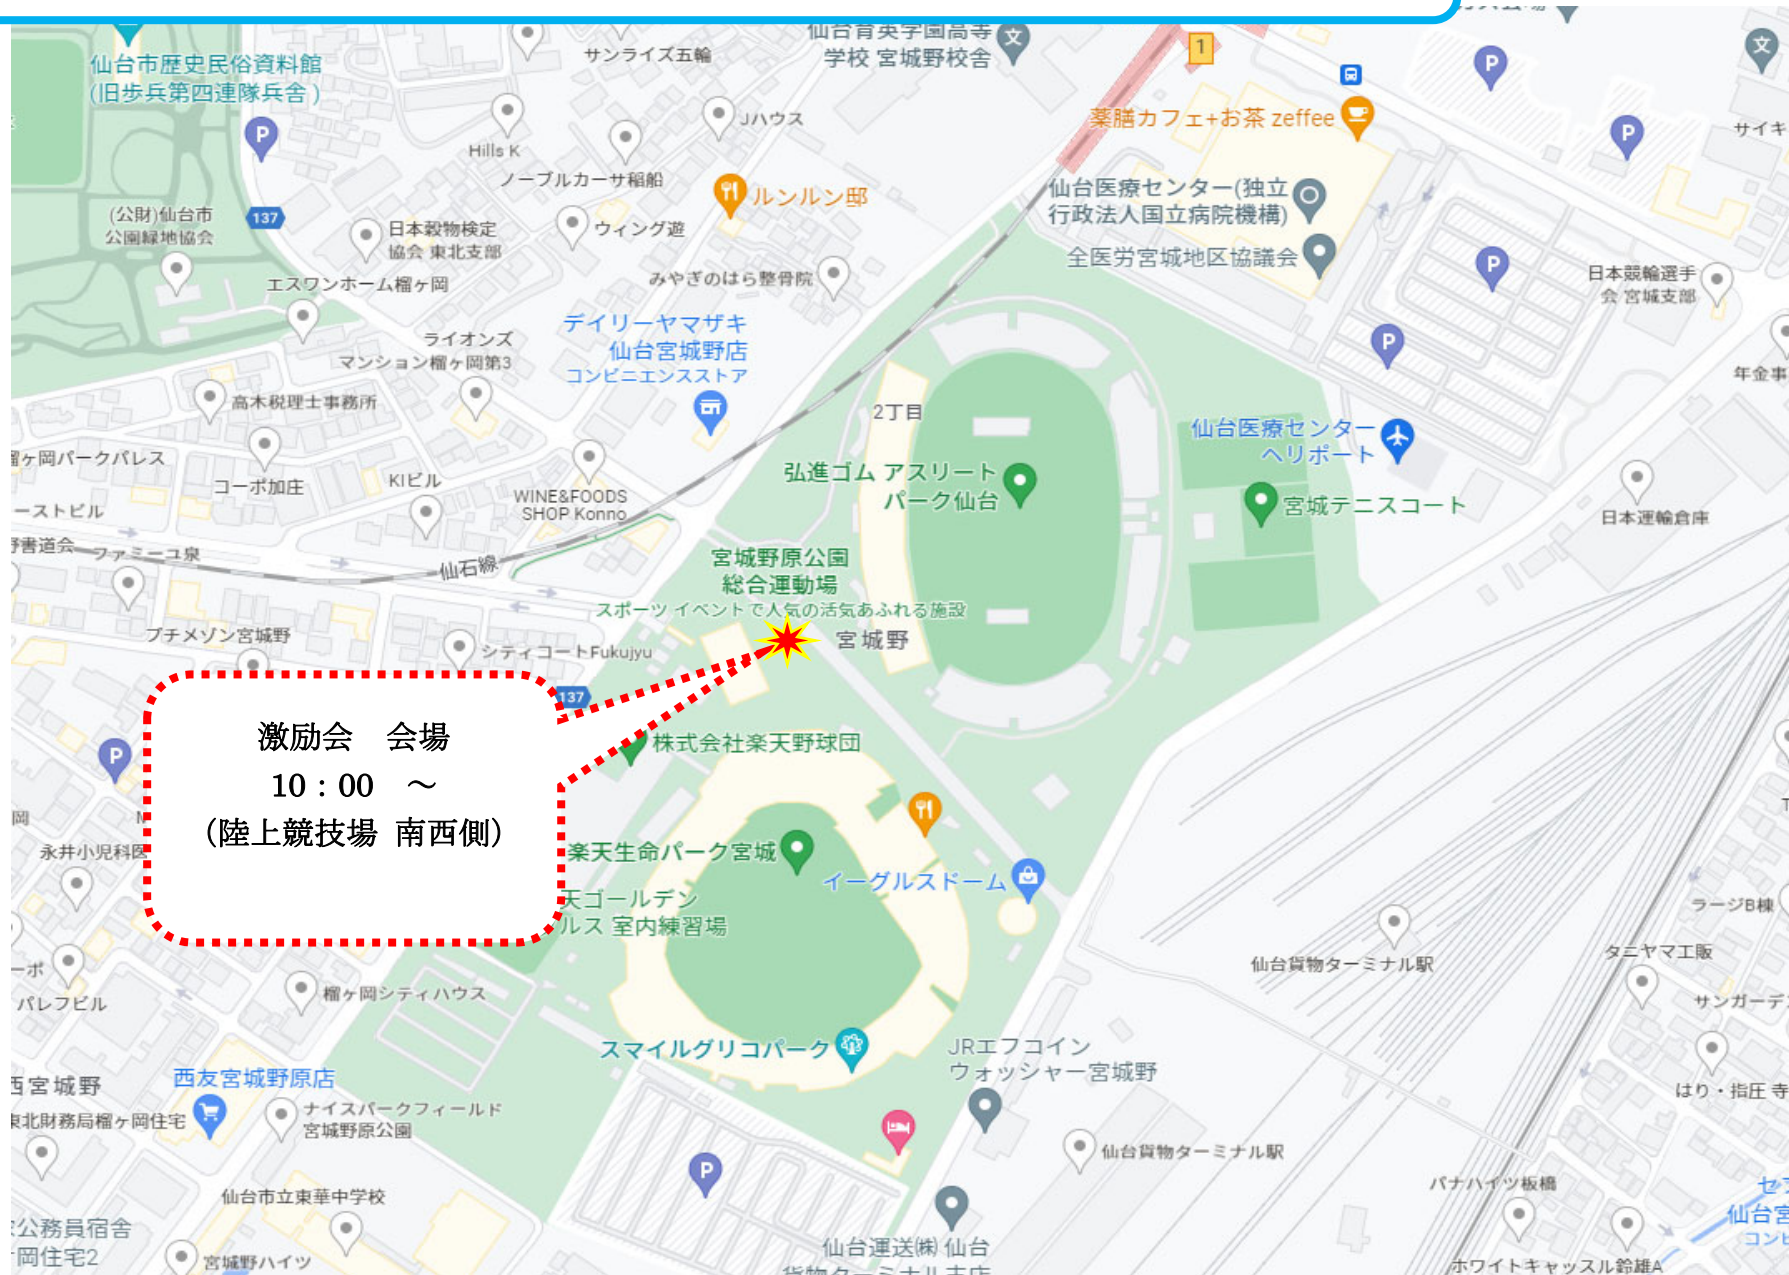 仙台市歴史民俗資料館
(旧歩兵第四連隊兵舎)
サンライズ五輪
仙台育英学園高等
学校 宮城野校舎
1
Jハウス
薬膳カフェ+お茶 zeffee
サイキ
Hills K
ノーブルカーサ稲船
ルンルン邸
仙台医療センター(独立
行政法人国立病院機構)
(公財)仙台市
公園緑地協会
137
日本穀物検定
協会 東北支部
ウィング遊
全医労宮城地区協議会
みやぎのはら整骨院
エスワンホーム榴ヶ岡
日本競輪選手
会 宮城支部
デイリーヤマザキ
仙台宮城野店
コンビニエンスストア
ライオンズ
マンション榴ヶ岡第3
年金事
高木税理士事務所
2丁目
仙台医療センター
ヘリポート
榴ヶ岡パークパレス
コーポ加庄
KIビル
WINE&FOODS
SHOP Konno
弘進ゴム アスリート
パーク仙台
宮城テニスコート
日本運輸倉庫
ーストビル
書道会
ファミーユ泉
仙石線
宮城野原公園
総合運動場
スポーツ イベントで人気の活気あふれる施設
宮城野
プチメゾン宮城野
シティコートFukujyu
137
激励会 会場
10:00 ～
(陸上競技場 南西側)
株式会社楽天野球団
永井小児科医
楽天生命パーク宮城
イーグルスドーム
天ゴールデン
ルス 室内練習場
ラージB棟
仙台貨物ターミナル駅
タニヤマ工販
ーポ
パレフビル
榴ヶ岡シティハウス
サンガーデ
スマイルグリコパーク
JRエフコイン
ウォッシャー宮城野
西宮城野
西友宮城野原店
はり・指圧 寺
東北財務局榴ヶ岡住宅
ナイスパークフィールド
宮城野原公園
仙台貨物ターミナル駅
仙台市立東華中学校
パナハイツ板橋
セブ
仙台宮
コンビ
公務員宿舎
岡住宅2
宮城野ハイツ
仙台運送㈱ 仙台
貨物ターミナル支店
ホワイトキャッスル鈴雄A